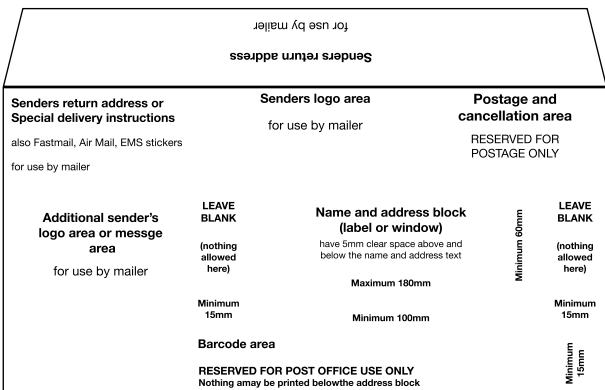 for use by mailer
Senders return address
Senders return address or
Special delivery instructions
also Fastmail, Air Mail, EMS stickers
for use by mailer
Senders logo area
for use by mailer
Postage and
cancellation area
RESERVED FOR
POSTAGE ONLY
Additional sender's
logo area or messge
area
for use by mailer
LEAVE
BLANK
(nothing
allowed
here)
Minimum
15mm
Name and address block
(label or window)
have 5mm clear space above and
below the name and address text
Maximum 180mm
Minimum 100mm
Minimum 60mm
LEAVE
BLANK
(nothing
allowed
here)
Minimum
15mm
Barcode area
RESERVED FOR POST OFFICE USE ONLY
Nothing amay be printed belowthe address block
Minimum
15mm